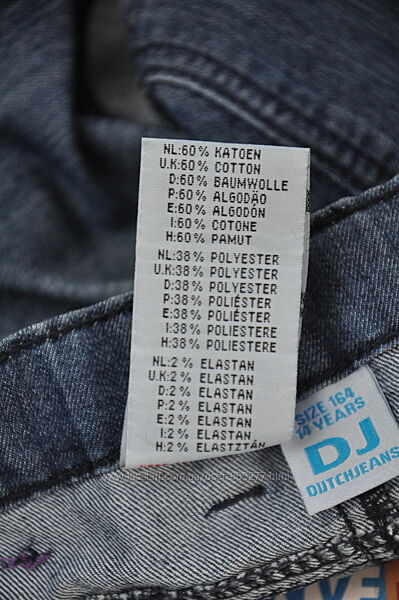 NL:60% KATOEN
U.K:60% COTTON
D:60% BAUMWOLLE
P:60% ALGODÃO
E:60% ALGODÓN
I:60% COTONE
H:60% PAMUT
NL:38% POLYESTER
U.K:38% POLYESTER
D:38% POLYESTER
P:38% POLIÉSTER
E:38% POLIÉSTER
I:38% POLIESTERE
H:38% POLIESTERE
NL:2% ELASTAN
U.K:2% ELASTAN
D:2% ELASTAN
P:2% ELASTAN
E:2% ELASTAN
I:2% ELASTAN
H:2% ELASZTÁN
SIZE 164
14 YEARS
DJ
DUTCHJEANS